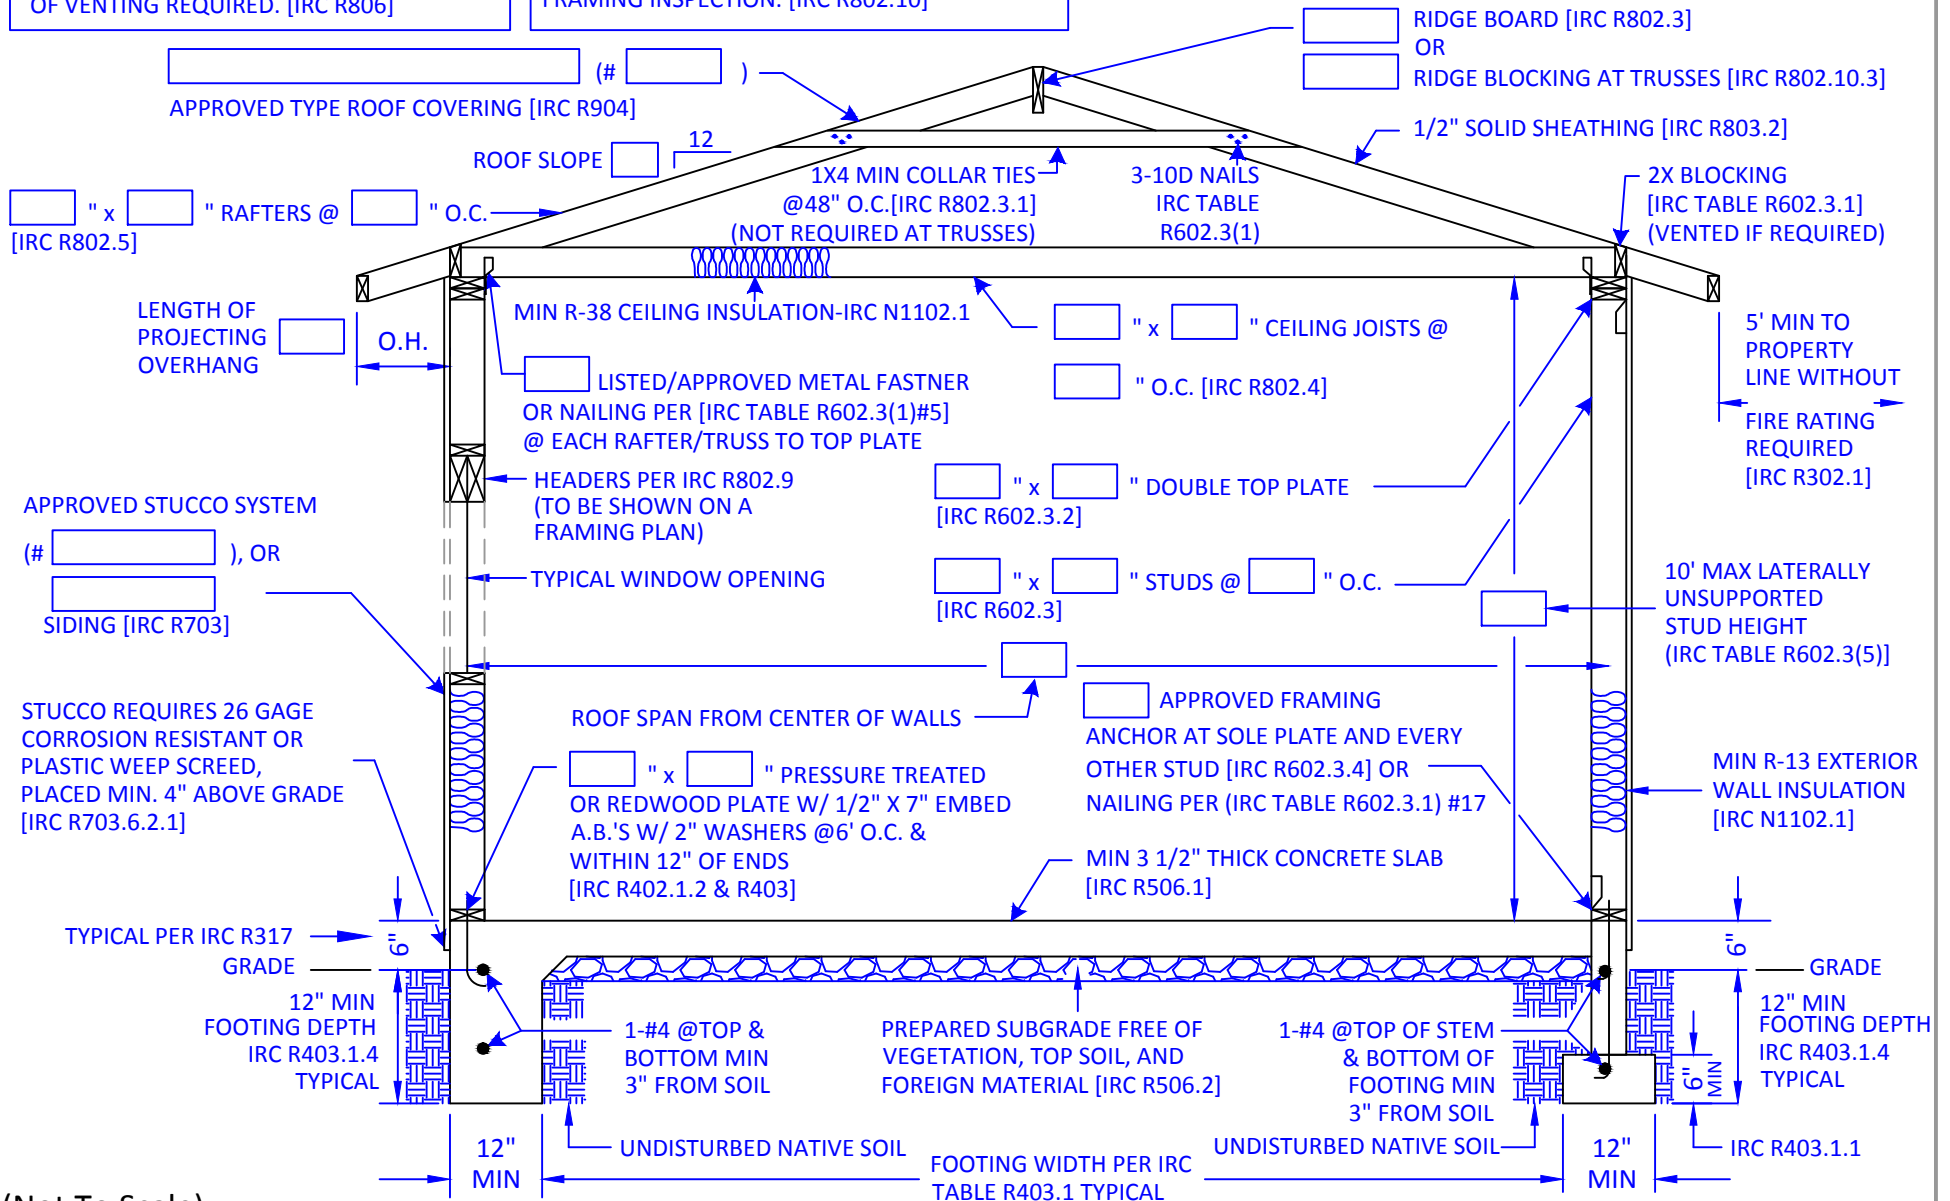 OF VENTING REQUIRED. [IRC R806]
FRAMING INSPECTION. [IRC R802.10]
RIDGE BOARD [IRC R802.3]
OR
RIDGE BLOCKING AT TRUSSES [IRC R802.10.3]
(# )
APPROVED TYPE ROOF COVERING [IRC R904]
1/2" SOLID SHEATHING [IRC R803.2]
ROOF SLOPE
12
" x " RAFTERS @ " O.C.
[IRC R802.5]
1X4 MIN COLLAR TIES
@48" O.C.[IRC R802.3.1]
(NOT REQUIRED AT TRUSSES)
3-10D NAILS
IRC TABLE
R602.3(1)
2X BLOCKING
[IRC TABLE R602.3.1]
(VENTED IF REQUIRED)
LENGTH OF
PROJECTING
OVERHANG
O.H.
MIN R-38 CEILING INSULATION-IRC N1102.1
" x " CEILING JOISTS @
" O.C. [IRC R802.4]
5' MIN TO
PROPERTY
LINE WITHOUT
FIRE RATING
REQUIRED
[IRC R302.1]
LISTED/APPROVED METAL FASTNER
OR NAILING PER [IRC TABLE R602.3(1)#5]
@ EACH RAFTER/TRUSS TO TOP PLATE
HEADERS PER IRC R802.9
(TO BE SHOWN ON A
FRAMING PLAN)
" x " DOUBLE TOP PLATE
[IRC R602.3.2]
APPROVED STUCCO SYSTEM
(# ), OR
SIDING [IRC R703]
TYPICAL WINDOW OPENING
" x " STUDS @ " O.C.
[IRC R602.3]
10' MAX LATERALLY
UNSUPPORTED
STUD HEIGHT
(IRC TABLE R602.3(5)]
STUCCO REQUIRES 26 GAGE
CORROSION RESISTANT OR
PLASTIC WEEP SCREED,
PLACED MIN. 4" ABOVE GRADE
[IRC R703.6.2.1]
ROOF SPAN FROM CENTER OF WALLS
" x " PRESSURE TREATED
OR REDWOOD PLATE W/ 1/2" X 7" EMBED
A.B.'S W/ 2" WASHERS @6' O.C. &
WITHIN 12" OF ENDS
[IRC R402.1.2 & R403]
APPROVED FRAMING
ANCHOR AT SOLE PLATE AND EVERY
OTHER STUD [IRC R602.3.4] OR
NAILING PER (IRC TABLE R602.3.1) #17
MIN 3 1/2" THICK CONCRETE SLAB
[IRC R506.1]
MIN R-13 EXTERIOR
WALL INSULATION
[IRC N1102.1]
TYPICAL PER IRC R317
GRADE
6"
12" MIN
FOOTING DEPTH
IRC R403.1.4
TYPICAL
1-#4 @TOP &
BOTTOM MIN
3" FROM SOIL
PREPARED SUBGRADE FREE OF
VEGETATION, TOP SOIL, AND
FOREIGN MATERIAL [IRC R506.2]
1-#4 @TOP OF STEM
& BOTTOM OF
FOOTING MIN
3" FROM SOIL
6"
GRADE
12" MIN
FOOTING DEPTH
IRC R403.1.4
TYPICAL
6"
MIN
12"
MIN
UNDISTURBED NATIVE SOIL
FOOTING WIDTH PER IRC
TABLE R403.1 TYPICAL
UNDISTURBED NATIVE SOIL
12"
MIN
IRC R403.1.1
(Not To Scale)